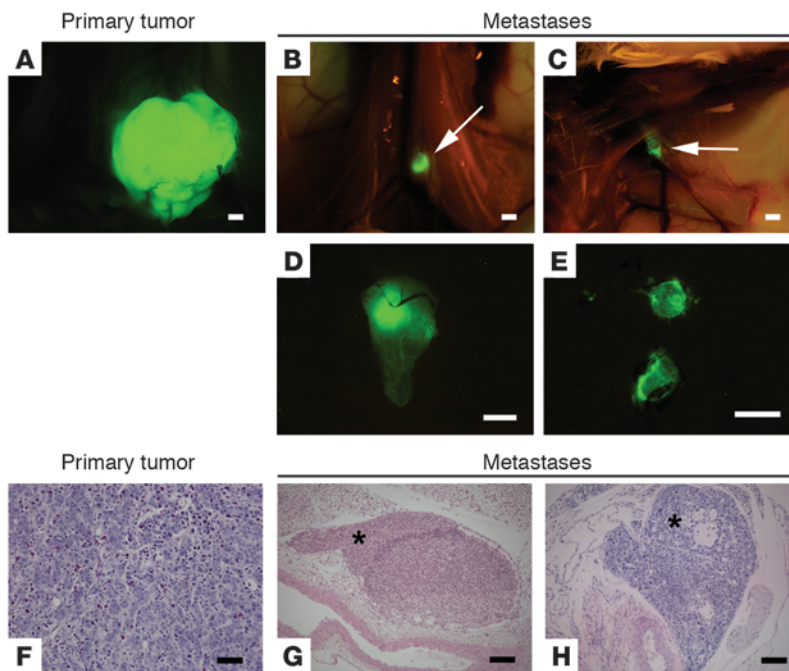 Primary tumor Metastases
A B C
D E
Primary tumor Metastases
* *
F G H